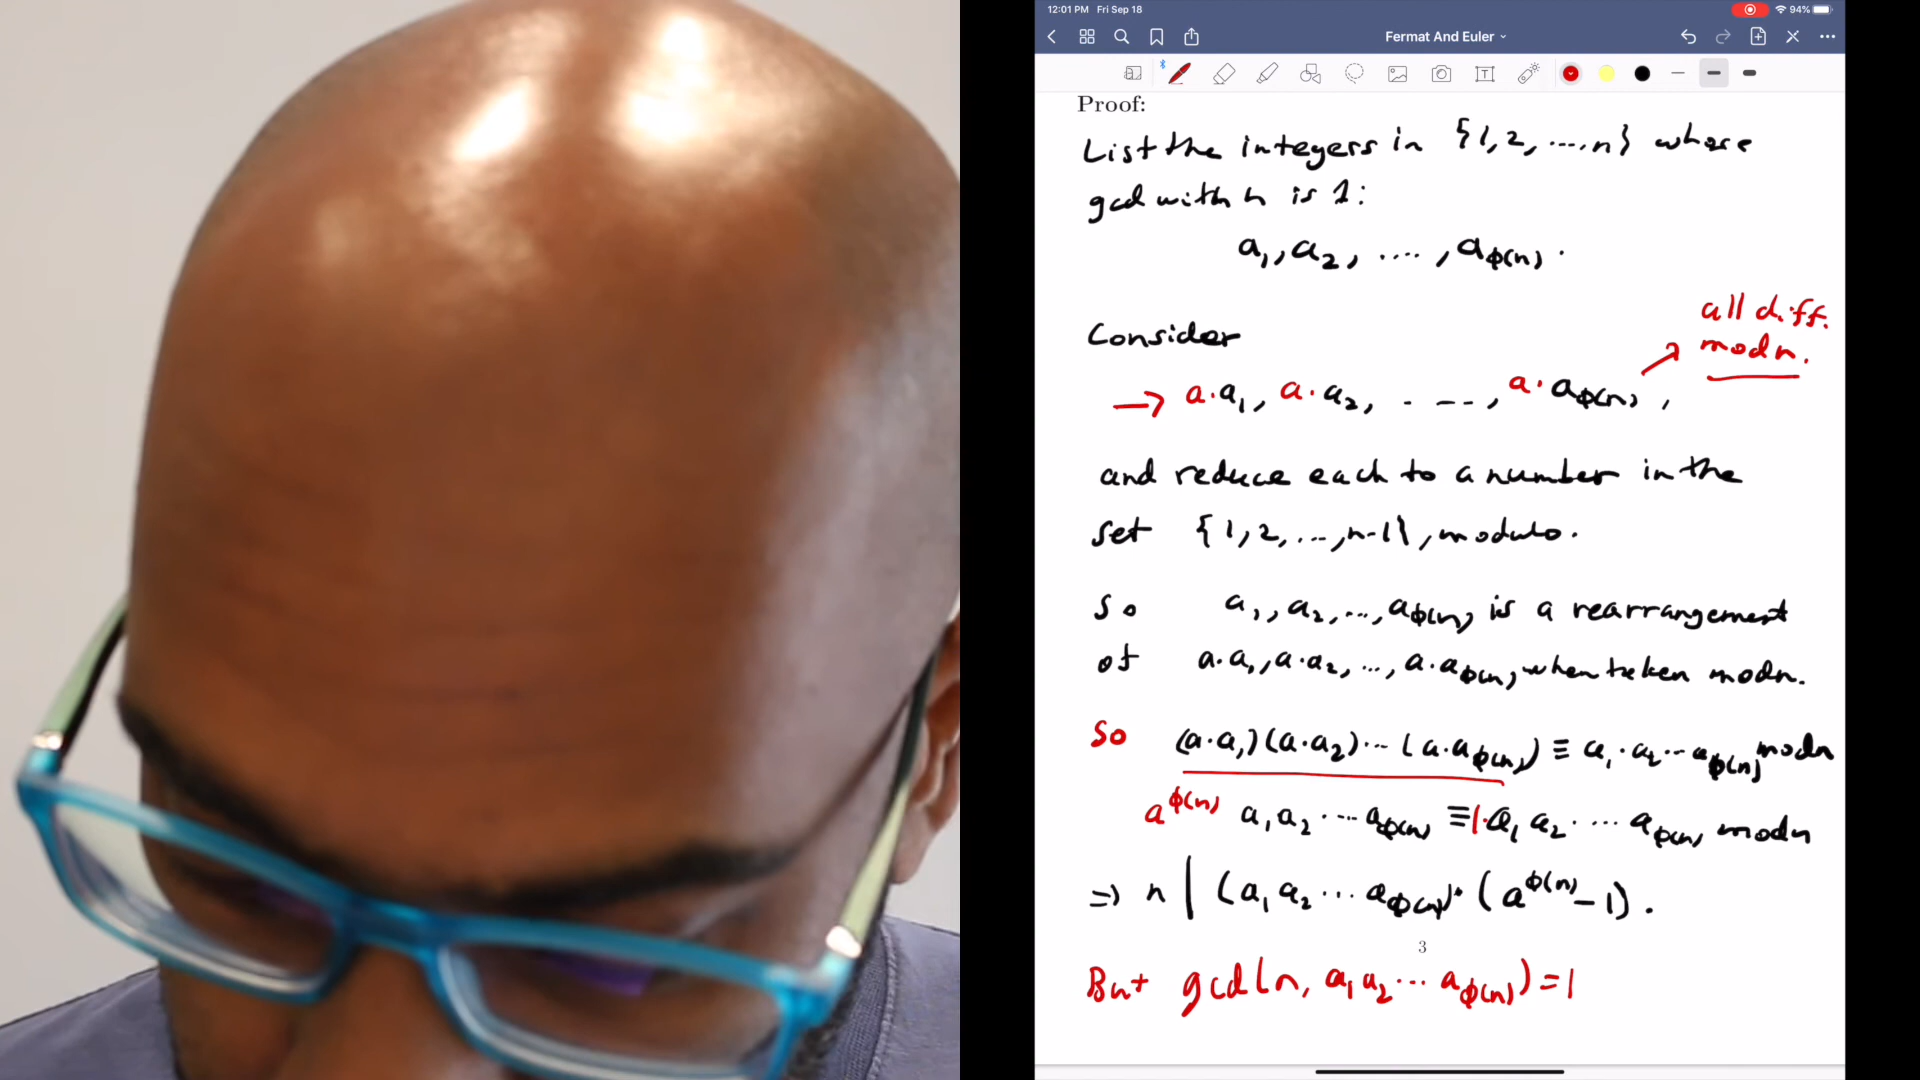 12:01 PM Fri Sep 18
94%
Fermat And Euler
Proof:
List the integers in {1, 2, ..., n} whose
gcd with n is 1:
a₁, a₂, ...., a_ϕ(n) .
all diff.
mod n.
Consider
→ a·a₁, a·a₂, . - - - , a·a_ϕ(n) ,
and reduce each to a number in the
set {1, 2, ..., n-1}, modulo.
So a₁, a₂, ..., a_ϕ(n) is a rearrangement
of a·a₁, a·a₂, ..., a·a_ϕ(n), when taken mod n.
So (a·a₁)(a·a₂)···(a·a_ϕ(n)) ≡ a₁·a₂···a_ϕ(n) mod n
a^ϕ(n) a₁a₂····a_ϕ(n) ≡ 1·a₁ a₂ ···· a_ϕ(n) mod n
⇒ n | (a₁ a₂ ··· a_ϕ(n))·(a^ϕ(n) - 1).
3
But gcd(n, a₁a₂··· a_ϕ(n)) = 1